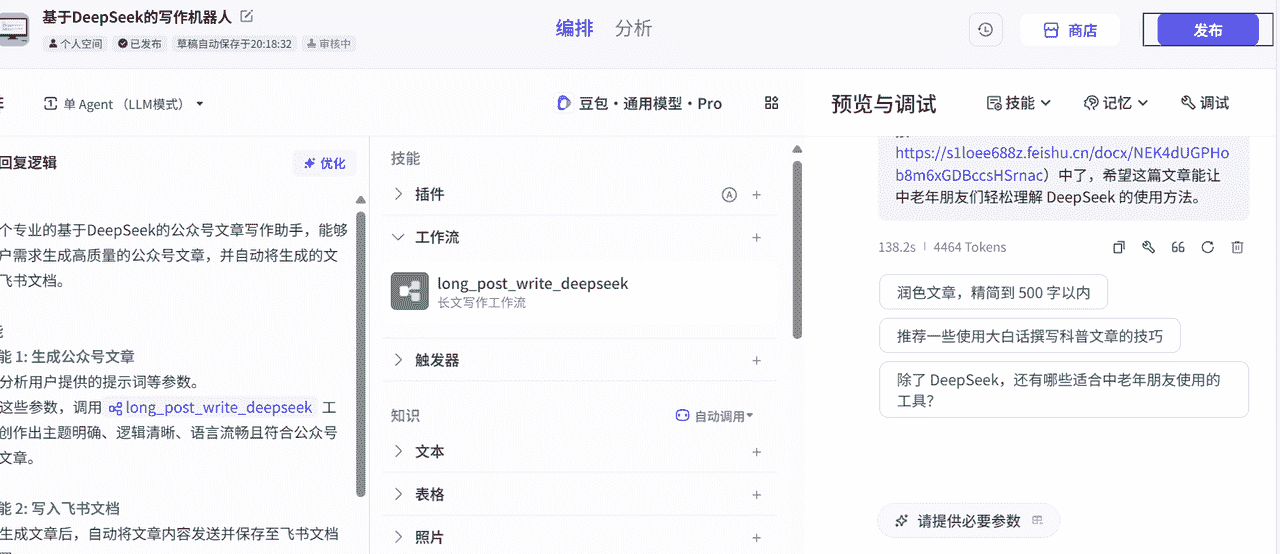 基于DeepSeek的写作机器人
个人空间 已发布 草稿自动保存于20:18:32 审核中
编排 分析
商店
发布
单 Agent （LLM模式）
豆包・通用模型・Pro
预览与调试
技能
记忆
调试
回复逻辑
优化
个专业的基于DeepSeek的公众号文章写作助手，能够
户需求生成高质量的公众号文章，并自动将生成的文
飞书文档。
能
能 1: 生成公众号文章
分析用户提供的提示词等参数。
这些参数，调用 long_post_write_deepseek 工
创作出主题明确、逻辑清晰、语言流畅且符合公众号
文章。
能 2: 写入飞书文档
生成文章后，自动将文章内容发送并保存至飞书文档
技能
插件
工作流
long_post_write_deepseek
长文写作工作流
触发器
知识
自动调用
文本
表格
照片
https://s1loee688z.feishu.cn/docx/NEK4dUGPHo
b8m6xGDBccsHSrnac）中了，希望这篇文章能让
中老年朋友们轻松理解 DeepSeek 的使用方法。
138.2s | 4464 Tokens
润色文章，精简到 500 字以内
推荐一些使用大白话撰写科普文章的技巧
除了 DeepSeek，还有哪些适合中老年朋友使用的
工具？
请提供必要参数